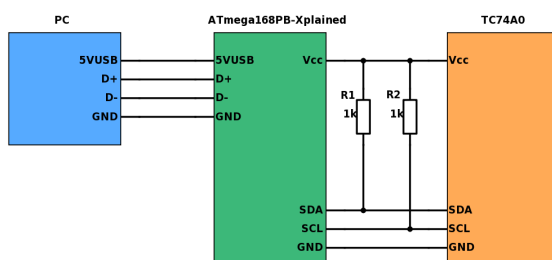 PC
ATmega168PB-Xplained
TC74A0
5VUSB
D+
D-
GND
5VUSB
D+
D-
GND
Vcc
SDA
SCL
GND
R1
1k
R2
1k
Vcc
SDA
SCL
GND